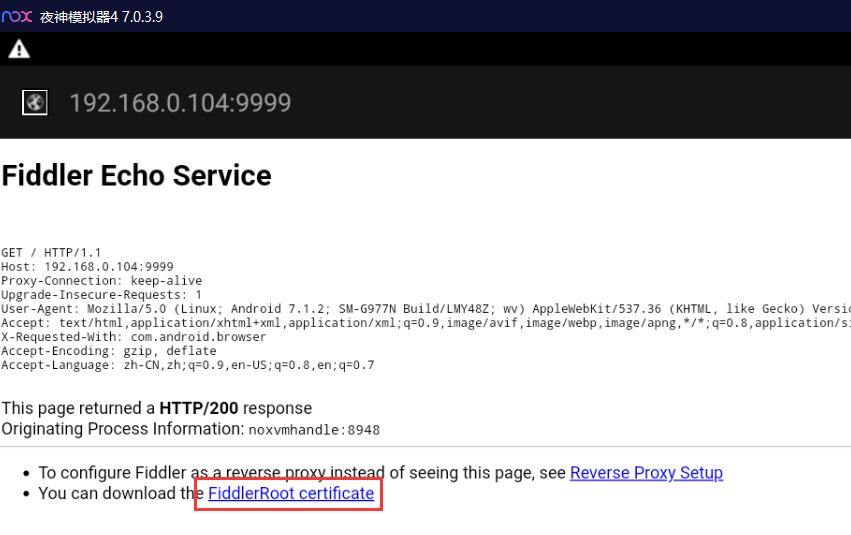 nox 夜神模拟器4 7.0.3.9
192.168.0.104:9999
Fiddler Echo Service
GET / HTTP/1.1
Host: 192.168.0.104:9999
Proxy-Connection: keep-alive
Upgrade-Insecure-Requests: 1
User-Agent: Mozilla/5.0 (Linux; Android 7.1.2; SM-G977N Build/LMY48Z; wv) AppleWebKit/537.36 (KHTML, like Gecko) Versio
Accept: text/html,application/xhtml+xml,application/xml;q=0.9,image/avif,image/webp,image/apng,*/*;q=0.8,application/si
X-Requested-With: com.android.browser
Accept-Encoding: gzip, deflate
Accept-Language: zh-CN,zh;q=0.9,en-US;q=0.8,en;q=0.7
This page returned a HTTP/200 response
Originating Process Information: noxvmhandle:8948
• To configure Fiddler as a reverse proxy instead of seeing this page, see Reverse Proxy Setup
• You can download the FiddlerRoot certificate